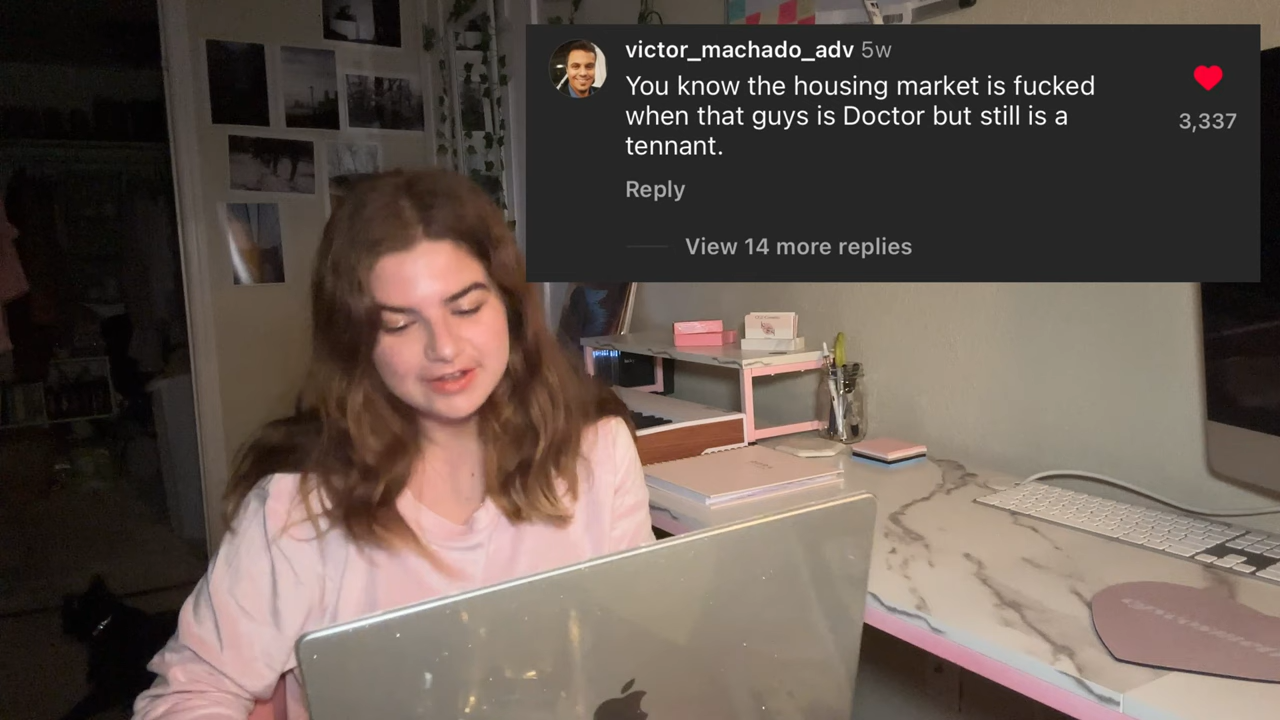 victor_machado_adv 5w
You know the housing market is fucked
when that guys is Doctor but still is a
tennant.
3,337
Reply
View 14 more replies